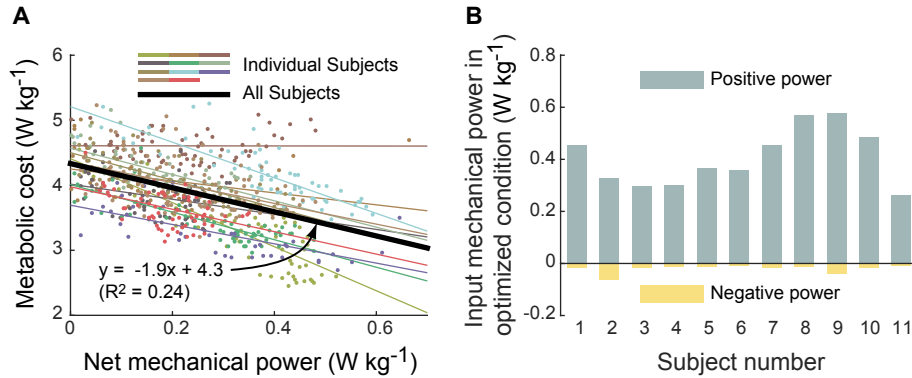 A
Metabolic cost (W kg⁻¹)
6
5
4
3
2
Individual Subjects
All Subjects
y = -1.9x + 4.3
(R² = 0.24)
0
0.2
0.4
0.6
Net mechanical power (W kg⁻¹)
B
Input mechanical power in
optimized condition (W kg⁻¹)
0.8
0.6
0.4
0.2
0
-0.2
Positive power
Negative power
1 2 3 4 5 6 7 8 9 10 11
Subject number